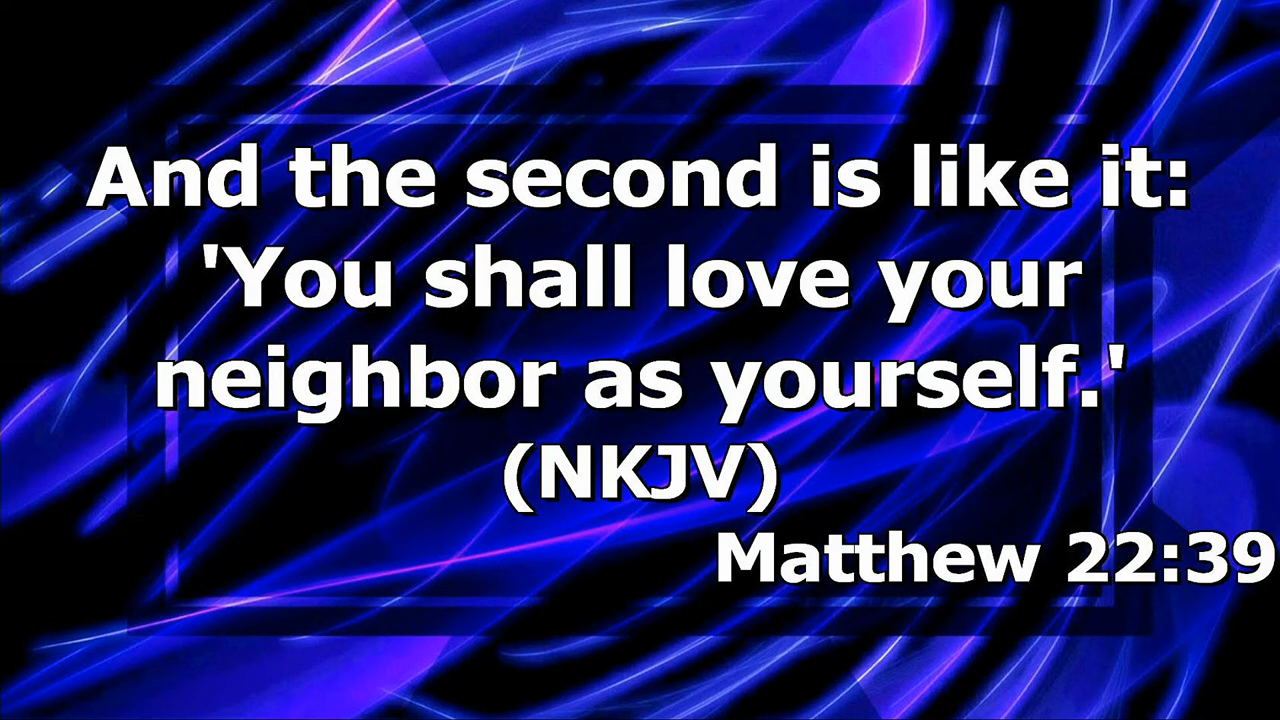 And the second is like it:
'You shall love your
neighbor as yourself.'
(NKJV)
Matthew 22:39